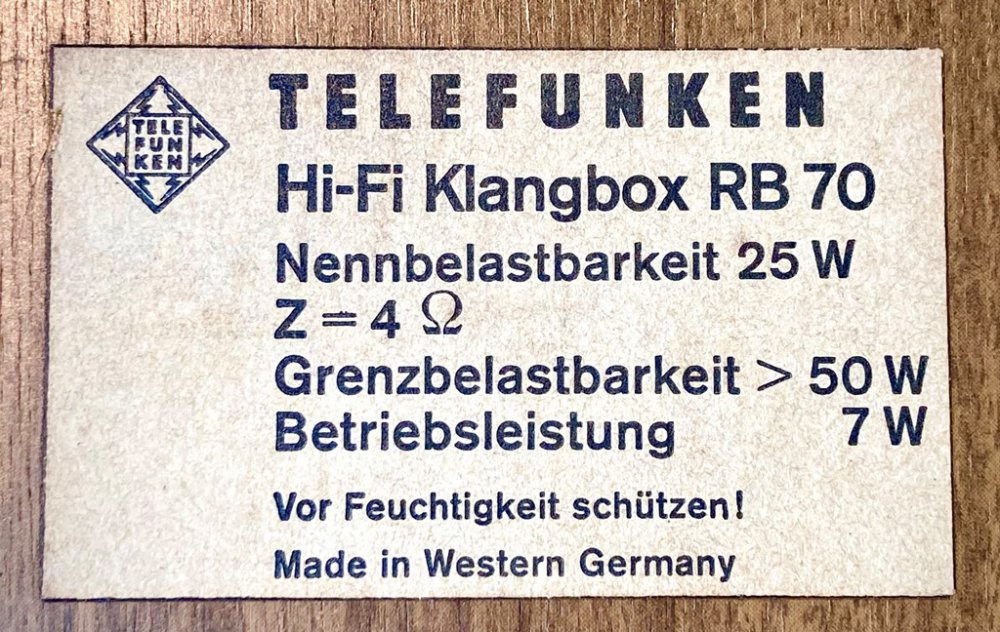 TELE
FUN
KEN
TELEFUNKEN
Hi-Fi Klangbox RB 70
Nennbelastbarkeit 25 W
Z = 4 Ω
Grenzbelastbarkeit > 50 W
Betriebsleistung 7 W
Vor Feuchtigkeit schützen!
Made in Western Germany